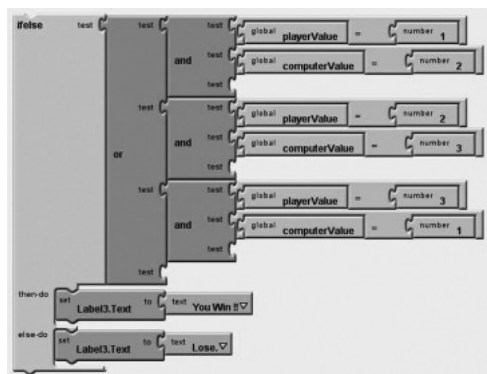 ifelse test test test global playerValue = number 1
and test global computerValue = number 2
test
test test global playerValue = number 2
and test global computerValue = number 3
or
test
test test global playerValue = number 3
and test global computerValue = number 1
test
test
then-do set Label3.Text to text You Win !!
else-do set Label3.Text to text Lose.